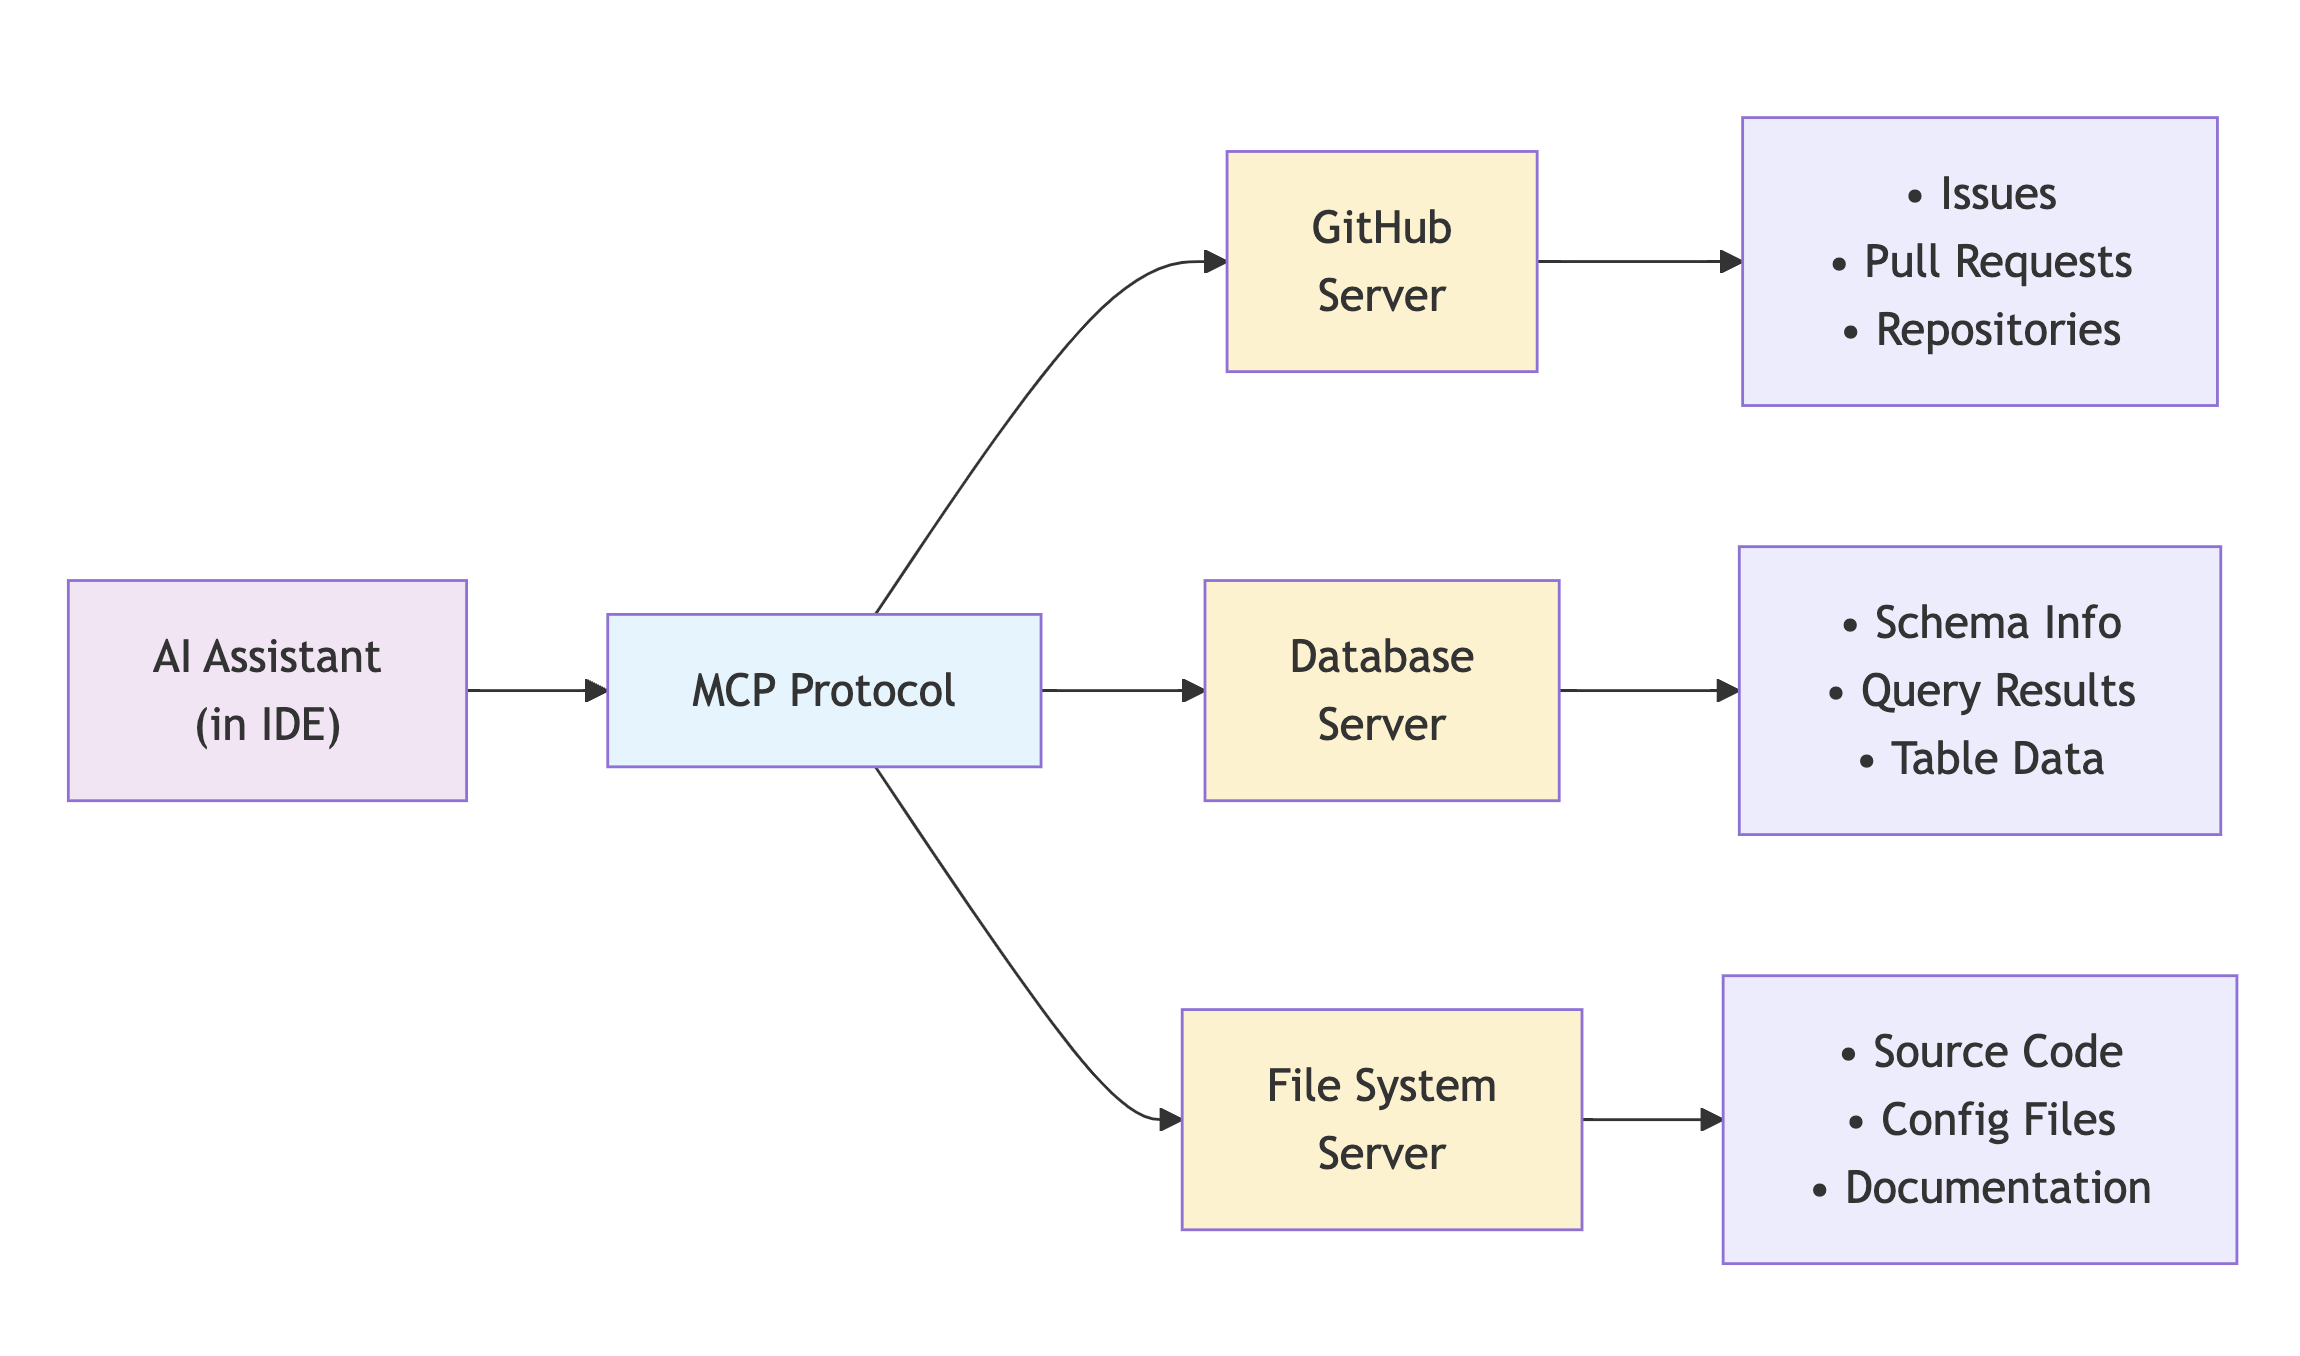 AI Assistant
(in IDE)
MCP Protocol
GitHub
Server
• Issues
• Pull Requests
• Repositories
Database
Server
• Schema Info
• Query Results
• Table Data
File System
Server
• Source Code
• Config Files
• Documentation